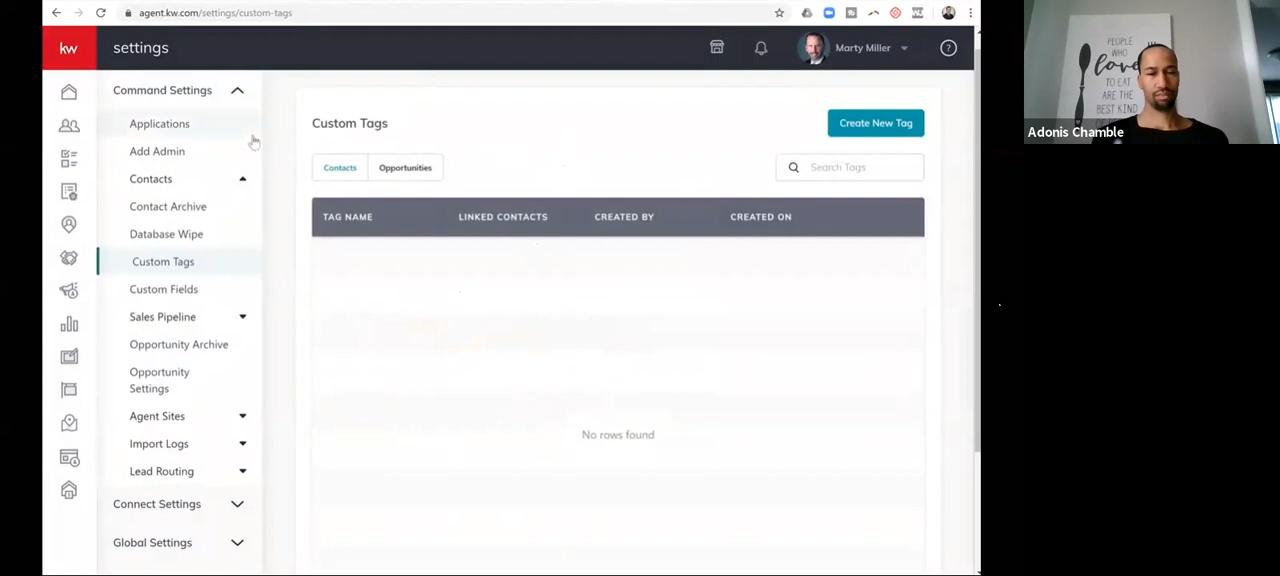 agent.kw.com/settings/custom-tags
kw
settings
Marty Miller
?
Command Settings
Applications
Add Admin
Contacts
Contact Archive
Database Wipe
Custom Tags
Custom Fields
Sales Pipeline
Opportunity Archive
Opportunity
Settings
Agent Sites
Import Logs
Lead Routing
Connect Settings
Global Settings
Custom Tags
Create New Tag
Contacts
Opportunities
Search Tags
TAG NAME
LINKED CONTACTS
CREATED BY
CREATED ON
No rows found
PEOPLE
WHO
love
TO EAT
ARE THE
BEST KIND
Adonis Chamble